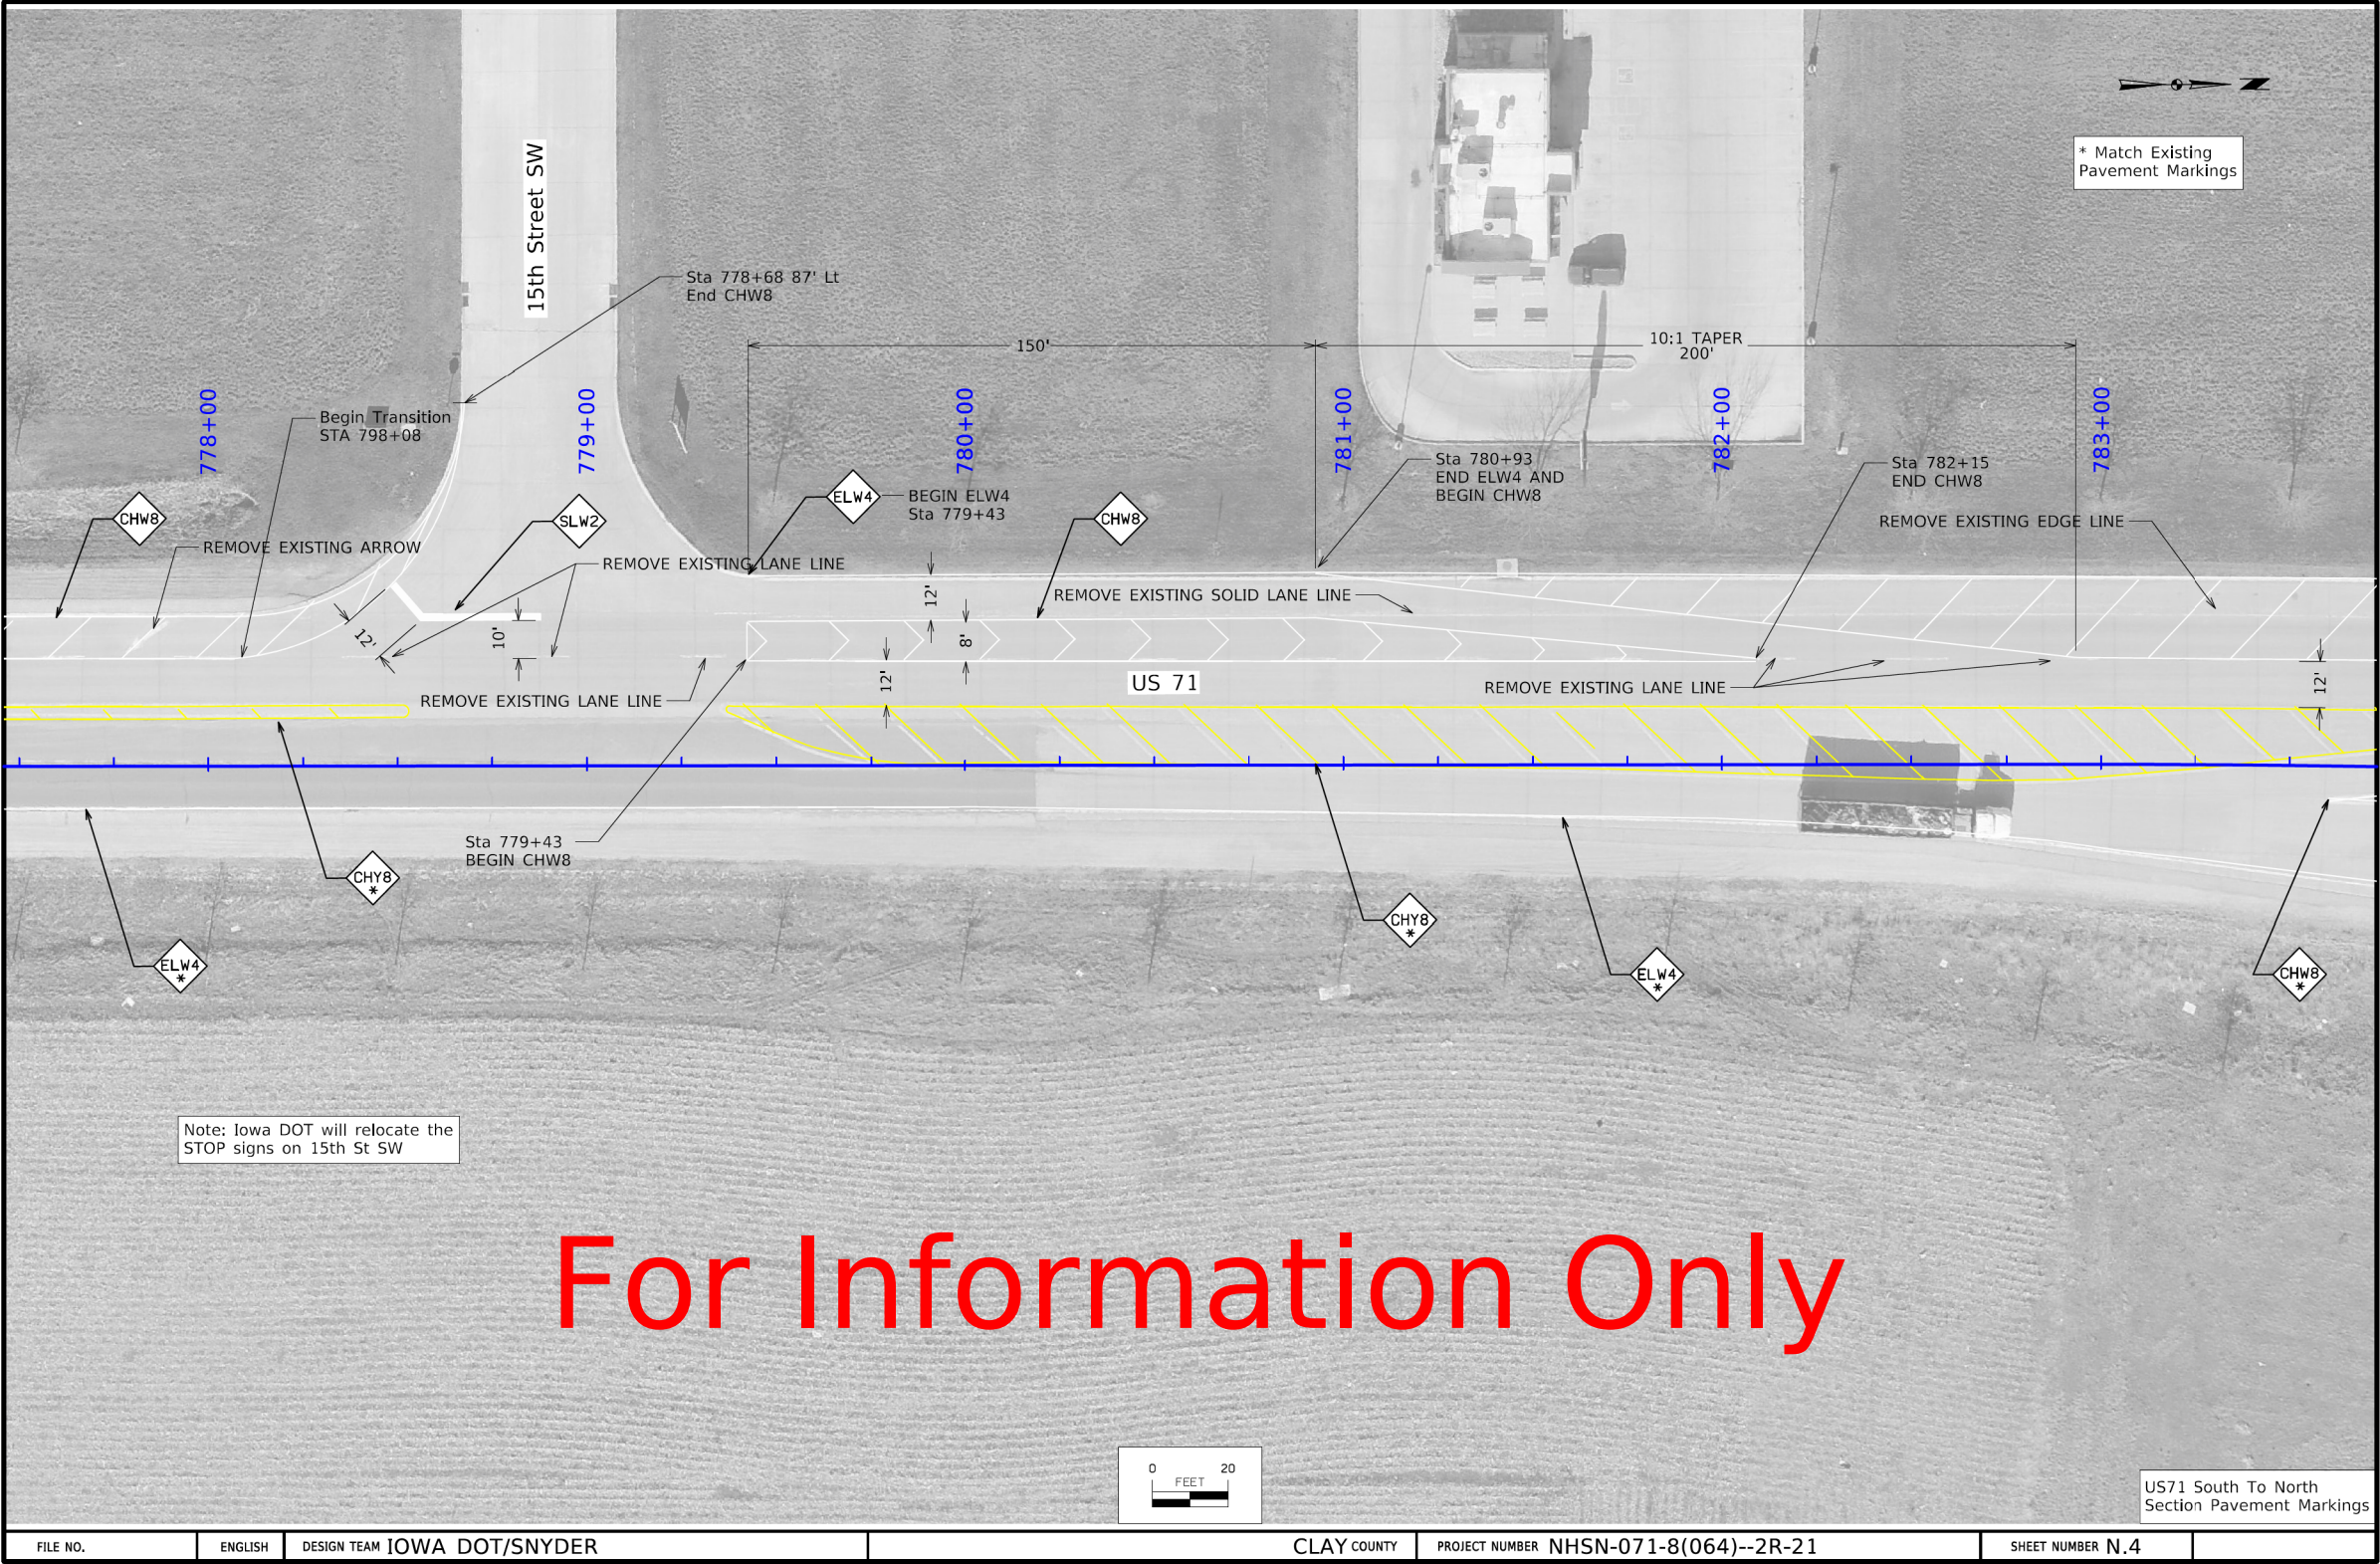 * Match Existing
Pavement Markings
15th Street SW
Sta 778+68 87' Lt
End CHW8
150'
10:1 TAPER
200'
778+00
779+00
780+00
781+00
782+00
783+00
Begin Transition
STA 798+08
Sta 780+93
END ELW4 AND
BEGIN CHW8
Sta 782+15
END CHW8
ELW4
BEGIN ELW4
Sta 779+43
CHW8
SLW2
CHW8
REMOVE EXISTING EDGE LINE
REMOVE EXISTING ARROW
REMOVE EXISTING LANE LINE
12'
REMOVE EXISTING SOLID LANE LINE
12'
10'
8'
12'
US 71
REMOVE EXISTING LANE LINE
REMOVE EXISTING LANE LINE
12'
Sta 779+43
BEGIN CHW8
CHY8
*
CHY8
*
ELW4
*
ELW4
*
CHW8
*
Note: Iowa DOT will relocate the
STOP signs on 15th St SW
For Information Only
0 20
FEET
US71 South To North
Section Pavement Markings
FILE NO. ENGLISH DESIGN TEAM IOWA DOT/SNYDER CLAY COUNTY PROJECT NUMBER NHSN-071-8(064)--2R-21 SHEET NUMBER N.4